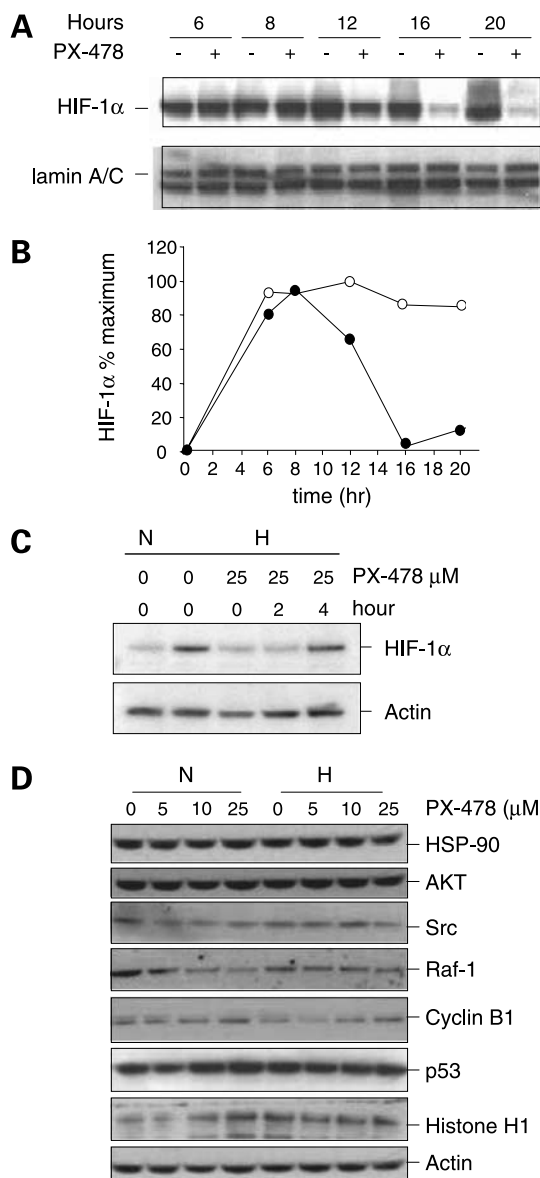 A
Hours 6 8 12 16 20
PX-478 - + - + - + - + - +
HIF-1α
lamin A/C
B
HIF-1α % maximum
120
100
80
60
40
20
0
0 2 4 6 8 10 12 14 16 18 20
time (hr)
C
N H
0 0 25 25 25 PX-478 μM
0 0 0 2 4 hour
HIF-1α
Actin
D
N H
0 5 10 25 0 5 10 25 PX-478 (μM
HSP-90
AKT
Src
Raf-1
Cyclin B1
p53
Histone H1
Actin